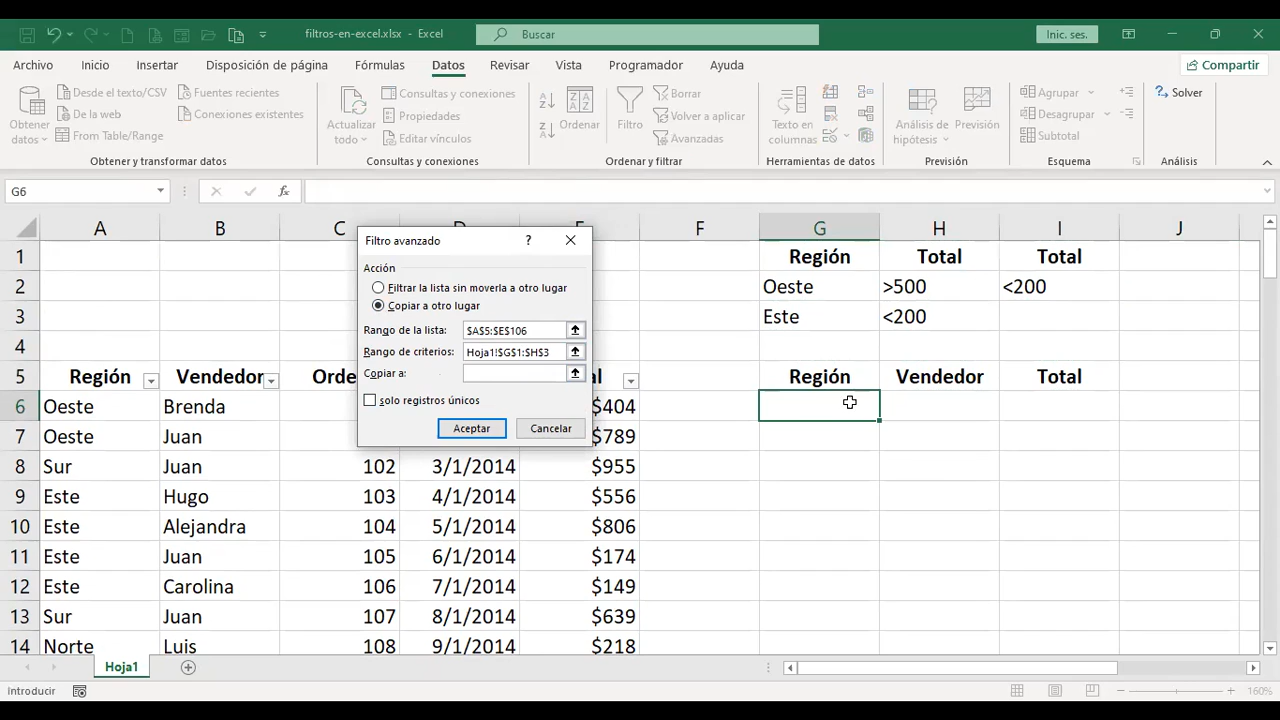 filtros-en-excel.xlsx - Excel
Buscar
Inic. ses.
Archivo Inicio Insertar Disposición de página Fórmulas Datos Revisar Vista Programador Ayuda Compartir
Obtener datos
Desde el texto/CSV
De la web
From Table/Range
Fuentes recientes
Conexiones existentes
Obtener y transformar datos
Actualizar todo
Consultas y conexiones
Propiedades
Editar vínculos
Consultas y conexiones
Ordenar
Filtro
Borrar
Volver a aplicar
Avanzadas
Ordenar y filtrar
Texto en columnas
Herramientas de datos
Análisis de hipótesis
Previsión
Previsión
Agrupar
Desagrupar
Subtotal
Esquema
Solver
Análisis
G6 fx
A B C D E F G H I J
1 Región Total Total
2 Oeste >500 <200
3 Este <200
4
5 Región Vendedor Orde al Región Vendedor Total
6 Oeste Brenda $404
7 Oeste Juan $789
8 Sur Juan 102 3/1/2014 $955
9 Este Hugo 103 4/1/2014 $556
10 Este Alejandra 104 5/1/2014 $806
11 Este Juan 105 6/1/2014 $174
12 Este Carolina 106 7/1/2014 $149
13 Sur Juan 107 8/1/2014 $639
14 Norte Luis 108 9/1/2014 $218
Filtro avanzado ?
Acción
Filtrar la lista sin moverla a otro lugar
Copiar a otro lugar
Rango de la lista: $A$5:$E$106
Rango de criterios: Hoja1!$G$1:$H$3
Copiar a:
solo registros únicos
Aceptar Cancelar
Hoja1
Introducir
160%